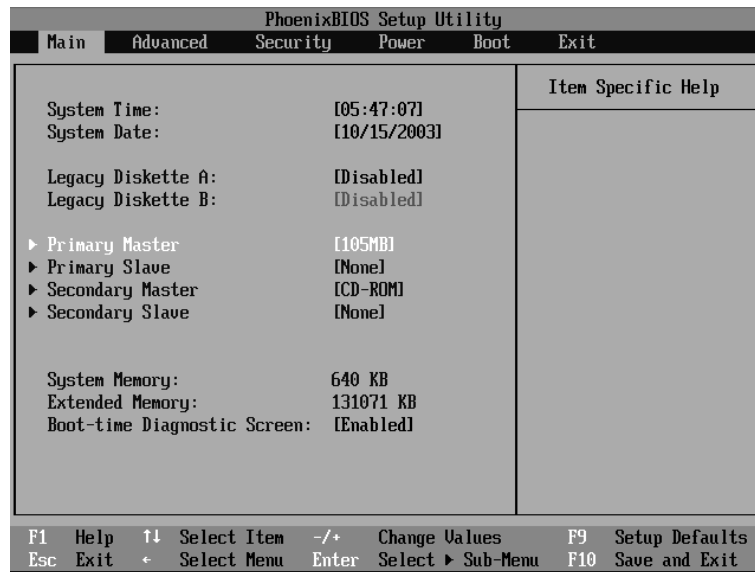 PhoenixBIOS Setup Utility
Main Advanced Security Power Boot Exit
Item Specific Help
System Time: [05:47:07]
System Date: [10/15/2003]
Legacy Diskette A: [Disabled]
Legacy Diskette B: [Disabled]
▶ Primary Master [105MB]
▶ Primary Slave [None]
▶ Secondary Master [CD-ROM]
▶ Secondary Slave [None]
System Memory: 640 KB
Extended Memory: 131071 KB
Boot-time Diagnostic Screen: [Enabled]
F1 Help ↑↓ Select Item -/+ Change Values F9 Setup Defaults
Esc Exit ← Select Menu Enter Select ▶ Sub-Menu F10 Save and Exit